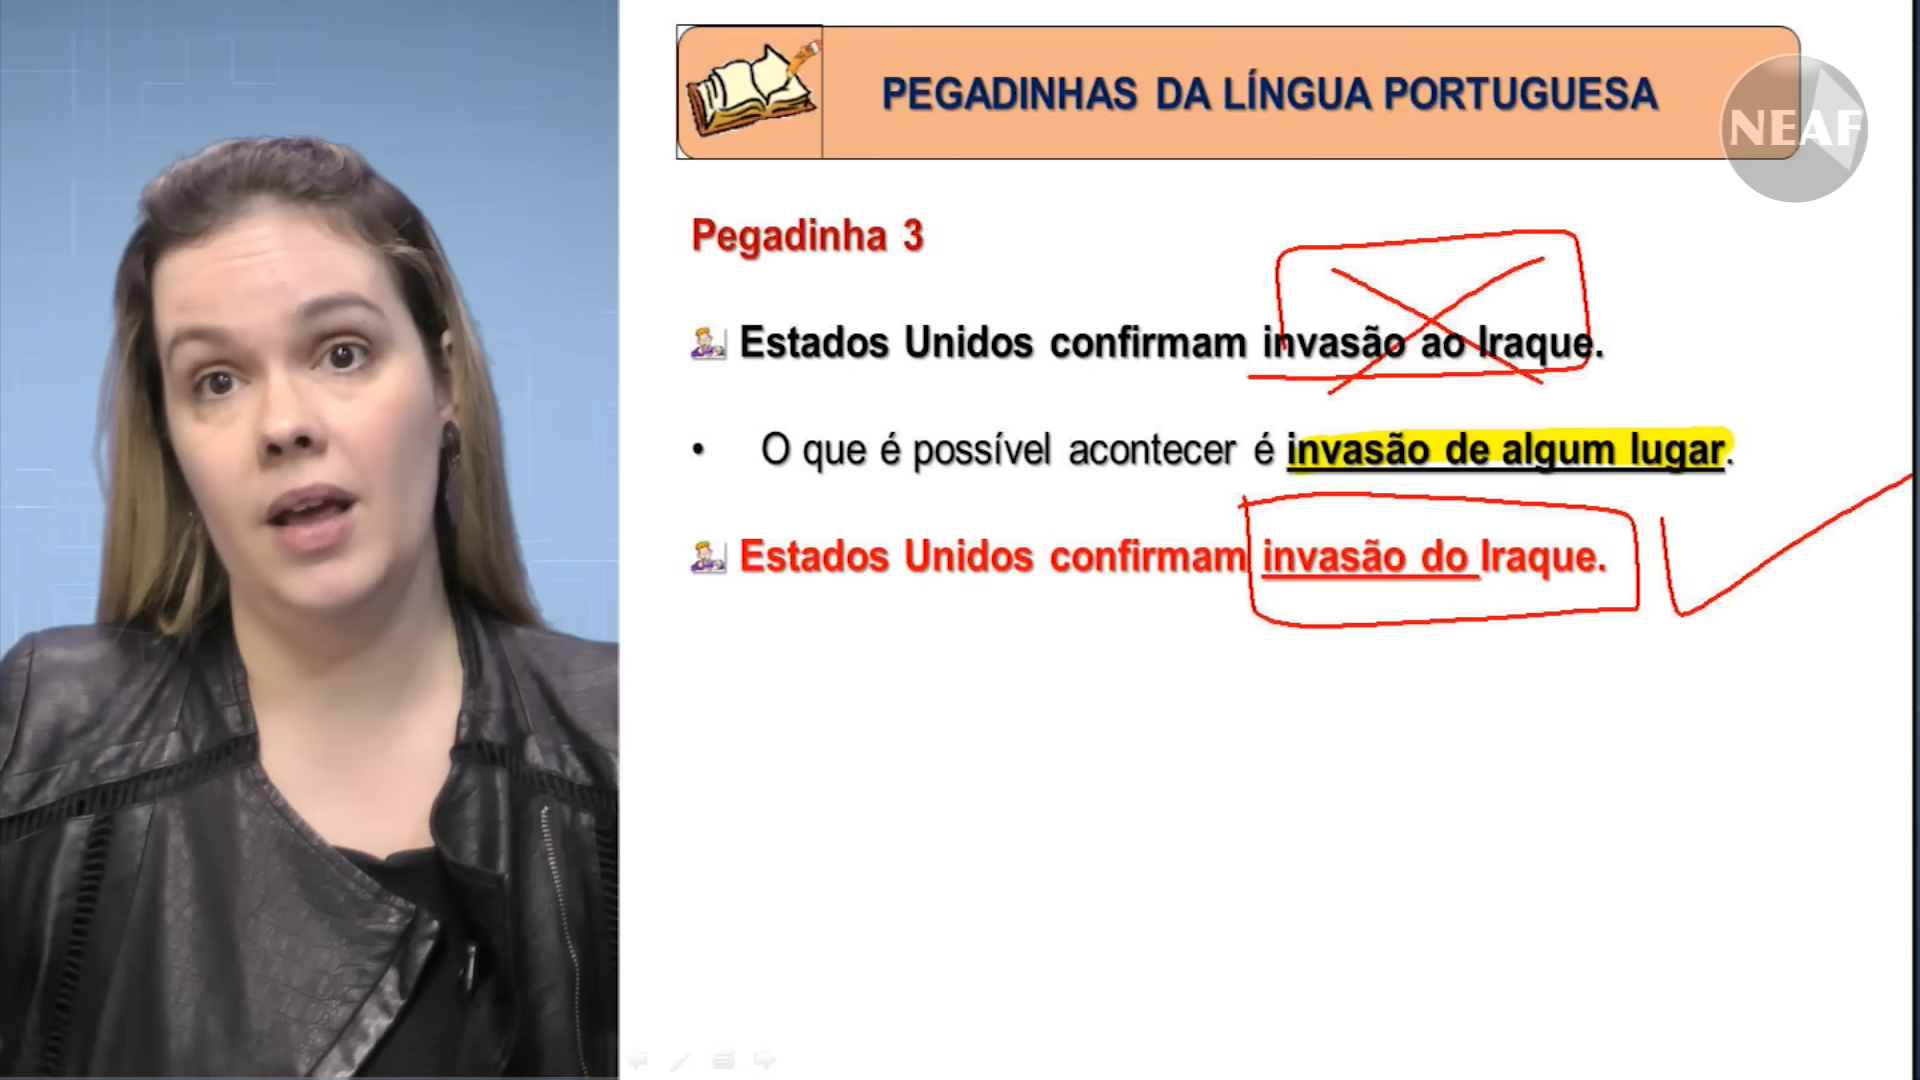 PEGADINHAS DA LÍNGUA PORTUGUESA
NEAF
Pegadinha 3
Estados Unidos confirmam invasão ao Iraque.
• O que é possível acontecer é invasão de algum lugar.
Estados Unidos confirmam invasão do Iraque.